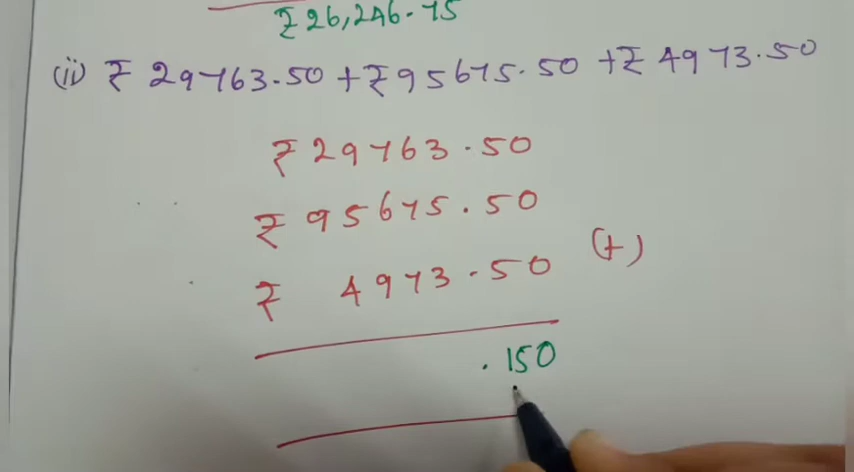 ₹26,246.75
(ii) ₹ 29763.50 + ₹95675.50 + ₹ 4973.50
₹29763.50
₹ 95675.50
₹ 4973.50 (+)
.150